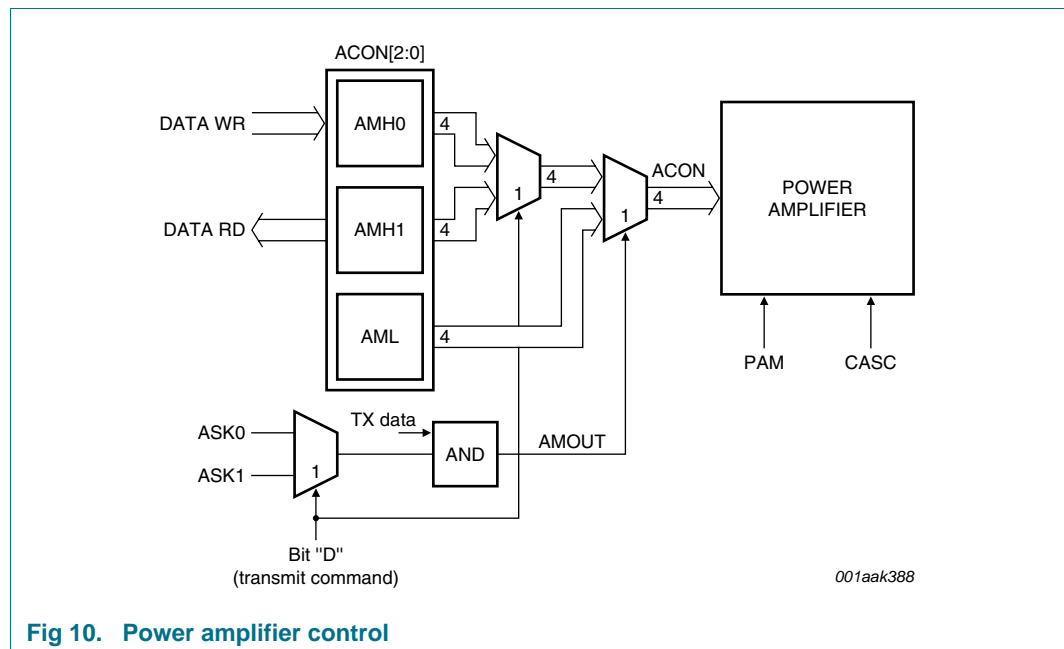 ACON[2:0]
DATA WR
AMH0
4
1
4
ACON
4
1
POWER
AMPLIFIER
DATA RD
AMH1
4
AML
4
PAM
CASC
ASK0
ASK1
1
TX data
AND
AMOUT
Bit "D"
(transmit command)
001aak388
Fig 10. Power amplifier control